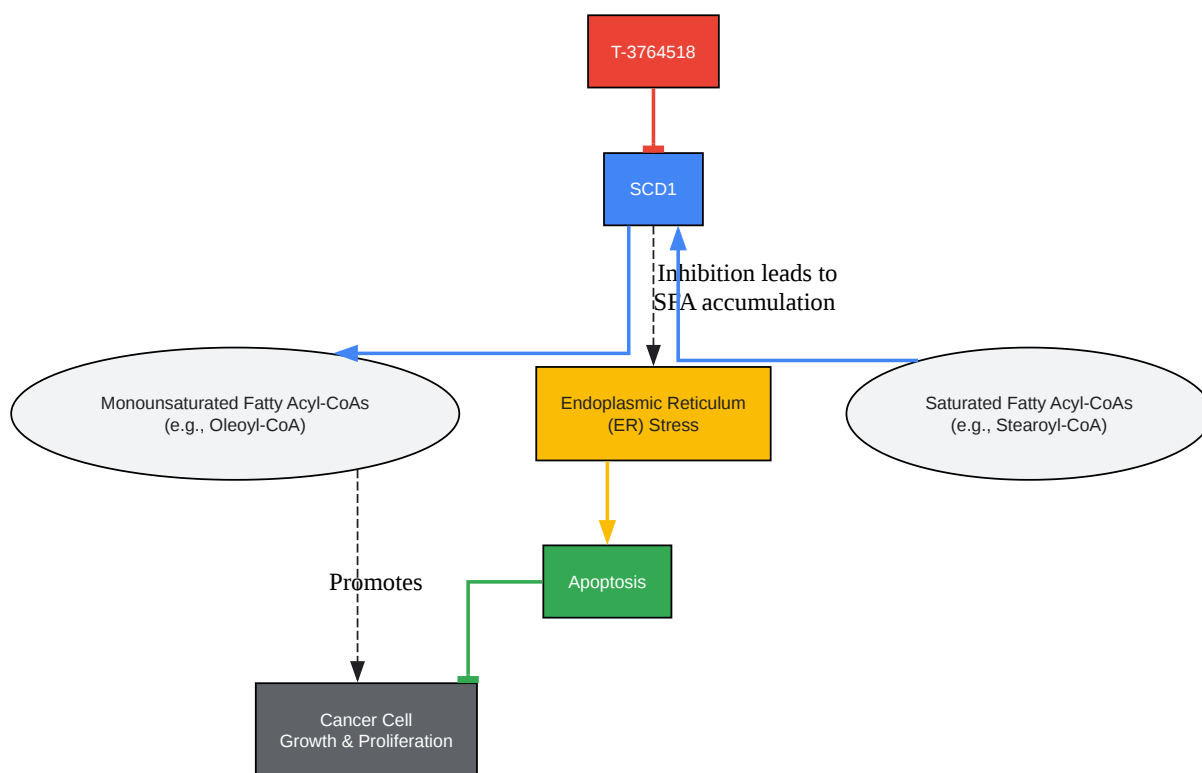 T-3764518
SCD1
Inhibition leads to
SFA accumulation
Monounsaturated Fatty Acyl-CoAs
(e.g., Oleoyl-CoA)
Endoplasmic Reticulum
(ER) Stress
Saturated Fatty Acyl-CoAs
(e.g., Stearoyl-CoA)
Apoptosis
Promotes
Cancer Cell
Growth & Proliferation